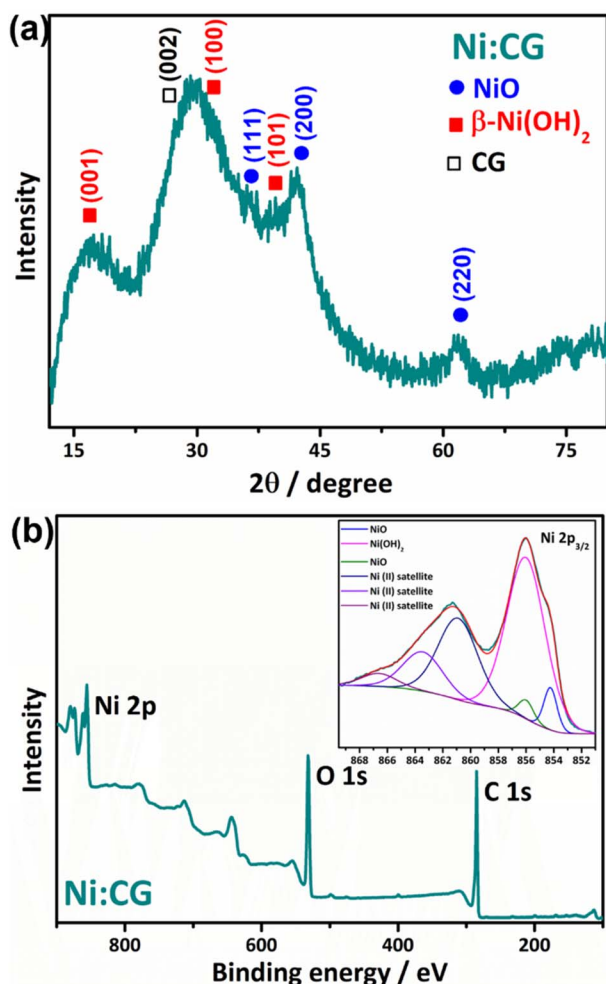 (a)
(001)
(002)
(100)
(111)
(101)
(200)
(220)
Ni:CG
NiO
β-Ni(OH)₂
CG
Intensity
15 30 45 60 75
2θ / degree
(b)
Ni 2p₃/₂
NiO
Ni(OH)₂
NiO
Ni (II) satellite
Ni (II) satellite
Ni (II) satellite
868 866 864 862 860 858 856 854 852
Ni 2p
O 1s
C 1s
Ni:CG
Intensity
800 600 400 200
Binding energy / eV